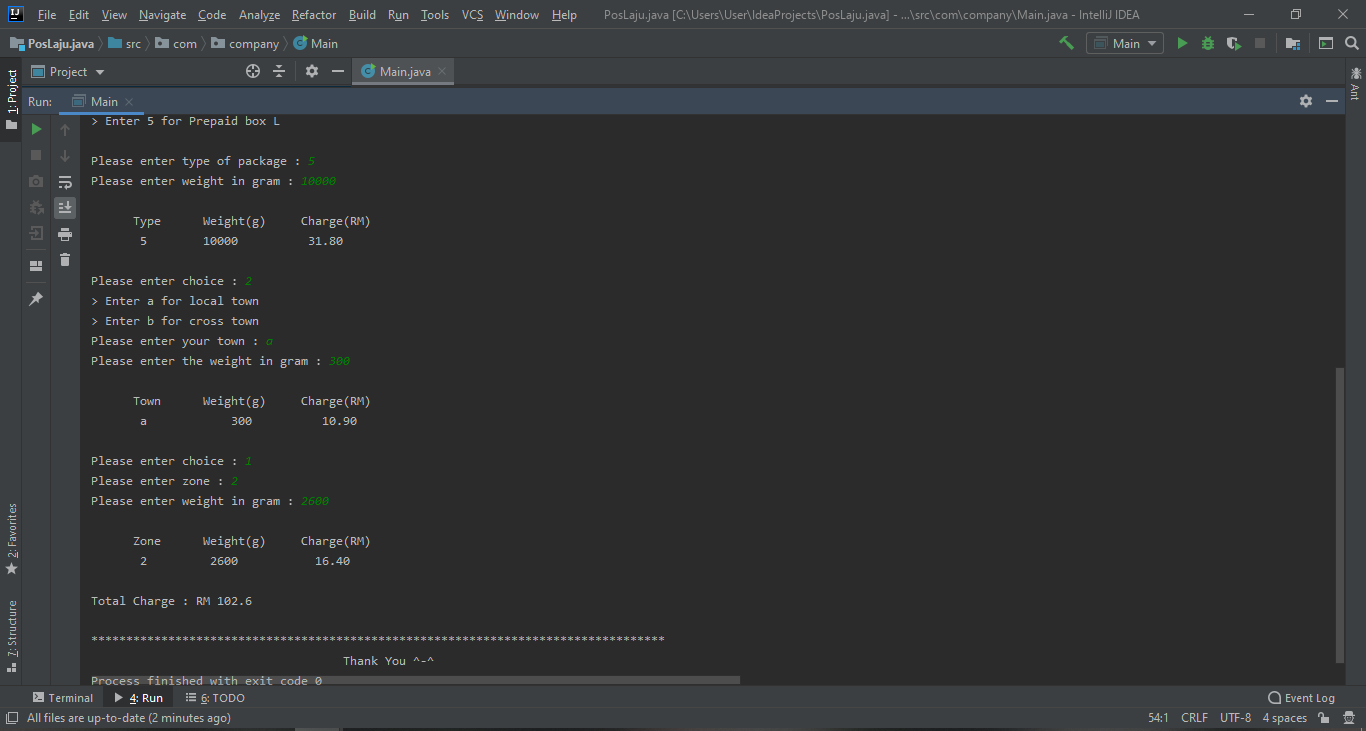 File Edit View Navigate Code Analyze Refactor Build Run Tools VCS Window Help PosLaju.java [C:\Users\User\IdeaProjects\PosLaju.java] - ...\src\com\company\Main.java - IntelliJ IDEA
PosLaju.java src com company Main Main
1: Project
Project Main.java
Ant
Run: Main
> Enter 5 for Prepaid box L
Please enter type of package : 5
Please enter weight in gram : 10000
Type Weight(g) Charge(RM)
5 10000 31.80
Please enter choice : 2
> Enter a for local town
> Enter b for cross town
Please enter your town : a
Please enter the weight in gram : 300
Town Weight(g) Charge(RM)
a 300 10.90
Please enter choice : 1
Please enter zone : 2
Please enter weight in gram : 2600
Zone Weight(g) Charge(RM)
2 2600 16.40
Total Charge : RM 102.6
**********************************************************************************
Thank You ^-^
Process finished with exit code 0
2: Favorites
7: Structure
Terminal 4: Run 6: TODO Event Log
All files are up-to-date (2 minutes ago) 54:1 CRLF UTF-8 4 spaces